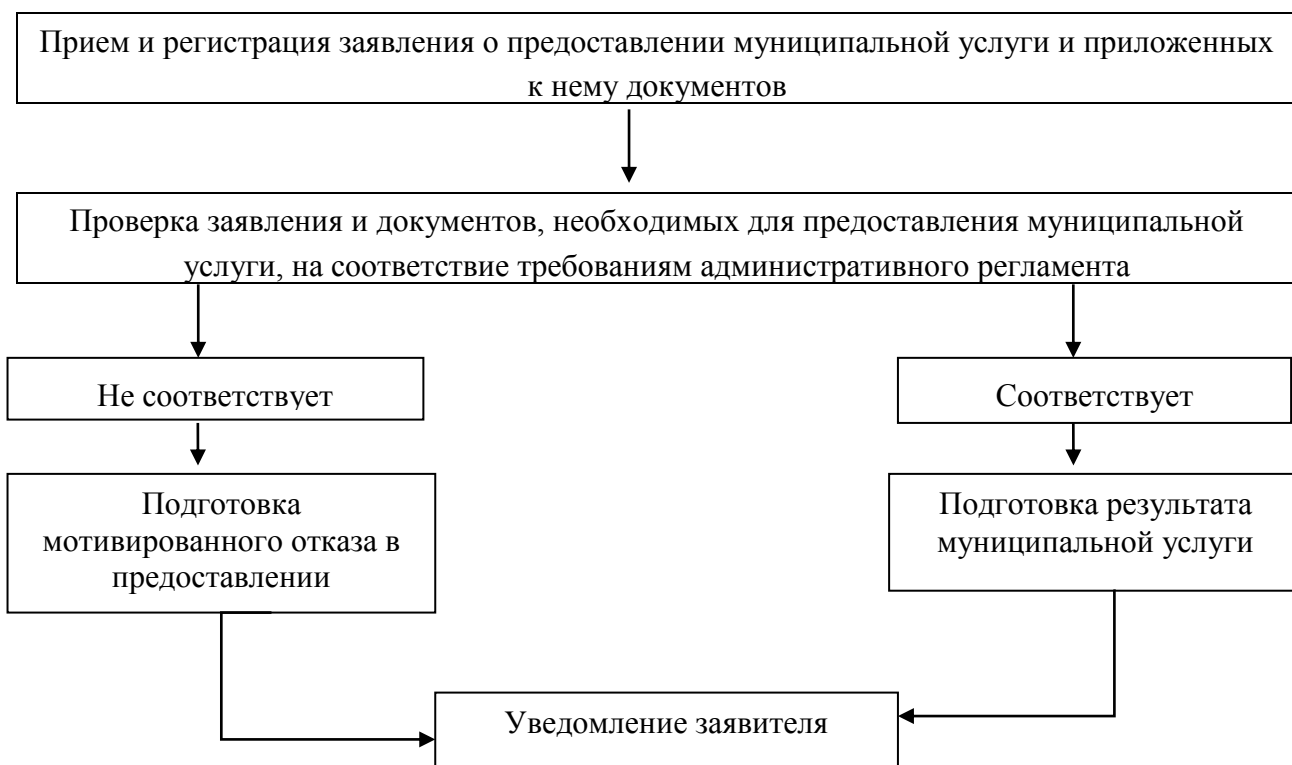 Прием и регистрация заявления о предоставлении муниципальной услуги и приложенных
к нему документов
Проверка заявления и документов, необходимых для предоставления муниципальной
услуги, на соответствие требованиям административного регламента
Не соответствует
Соответствует
Подготовка
мотивированного отказа в
предоставлении
Подготовка результата
муниципальной услуги
Уведомление заявителя